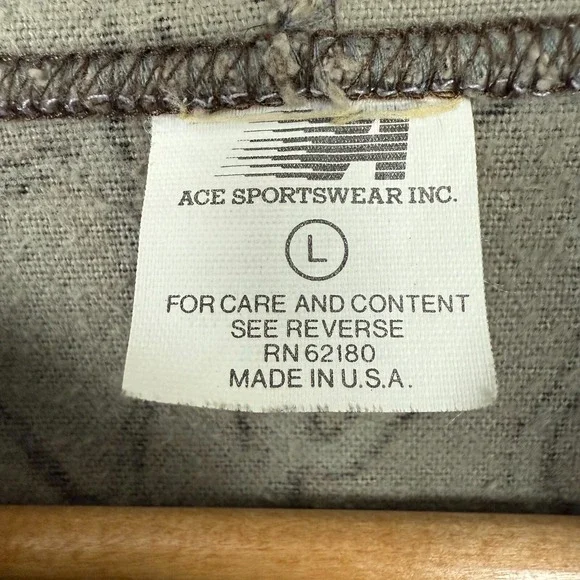 A
ACE SPORTSWEAR INC.
L
FOR CARE AND CONTENT
SEE REVERSE
RN 62180
MADE IN U.S.A.